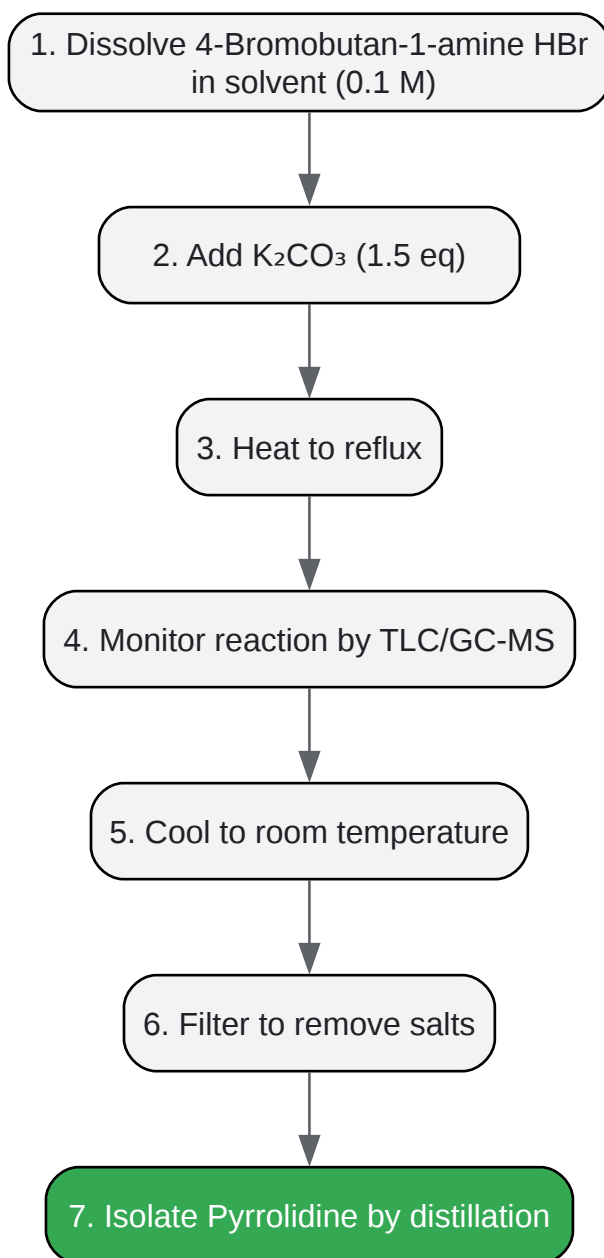 1. Dissolve 4-Bromobutan-1-amine HBr
in solvent (0.1 M)
2. Add K₂CO₃ (1.5 eq)
3. Heat to reflux
4. Monitor reaction by TLC/GC-MS
5. Cool to room temperature
6. Filter to remove salts
7. Isolate Pyrrolidine by distillation